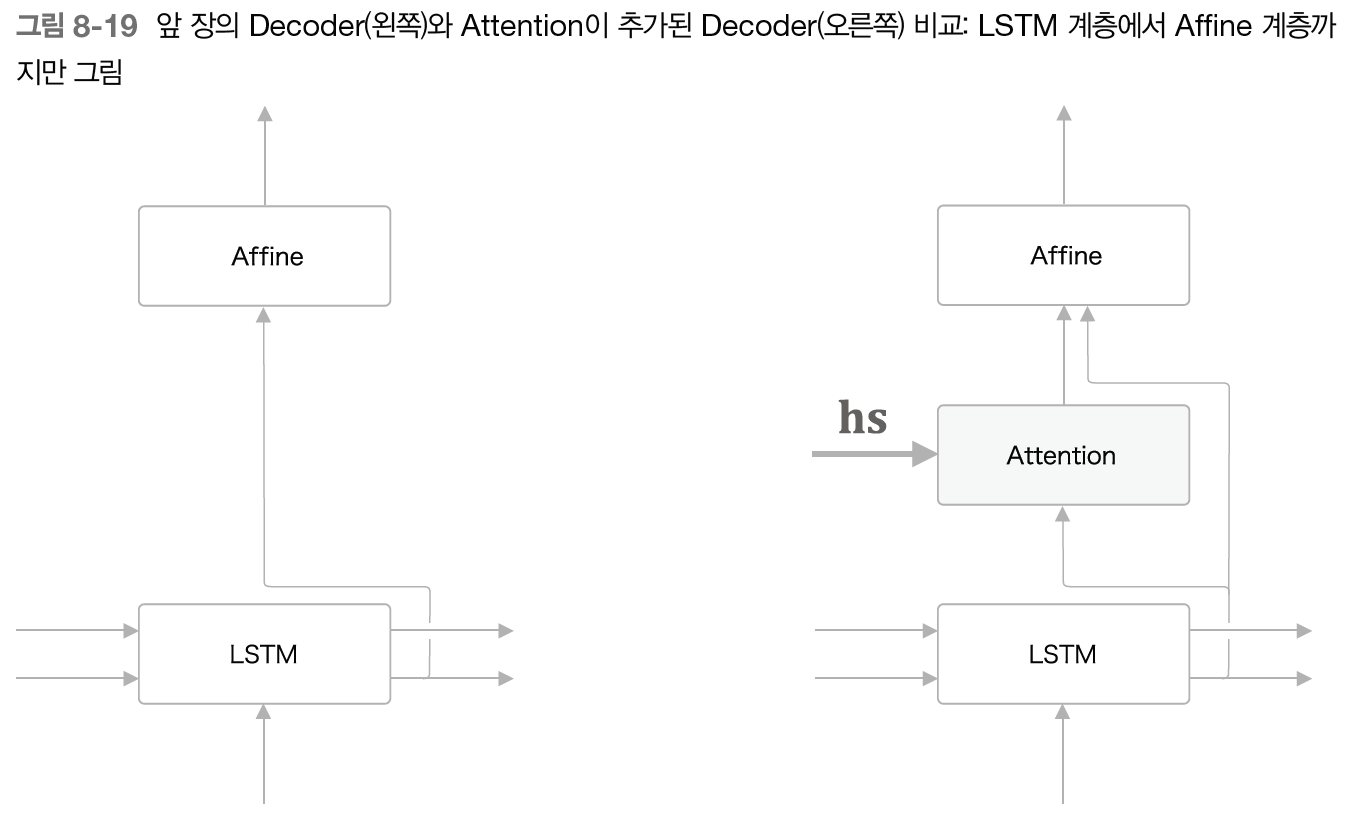 그림 8-19 앞 장의 Decoder(왼쪽)와 Attention이 추가된 Decoder(오른쪽) 비교: LSTM 계층에서 Affine 계층까
지만 그림
Affine
Affine
hs
Attention
LSTM
LSTM